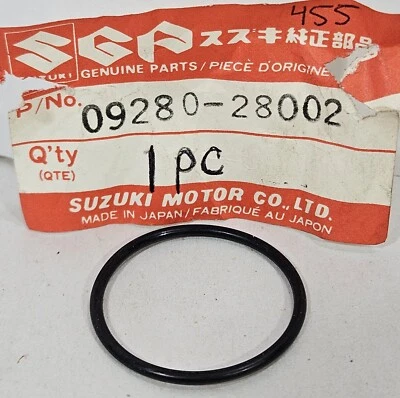 455
SGP スズキ純正部品
SUZUKI GENUINE PARTS / PIÈCE D'ORIGINE
P/No. 09280-28002
Q'ty 1 PC
(QTE)
SUZUKI MOTOR CO., LTD.
MADE IN JAPAN / FABRIQUÉ AU JAPON